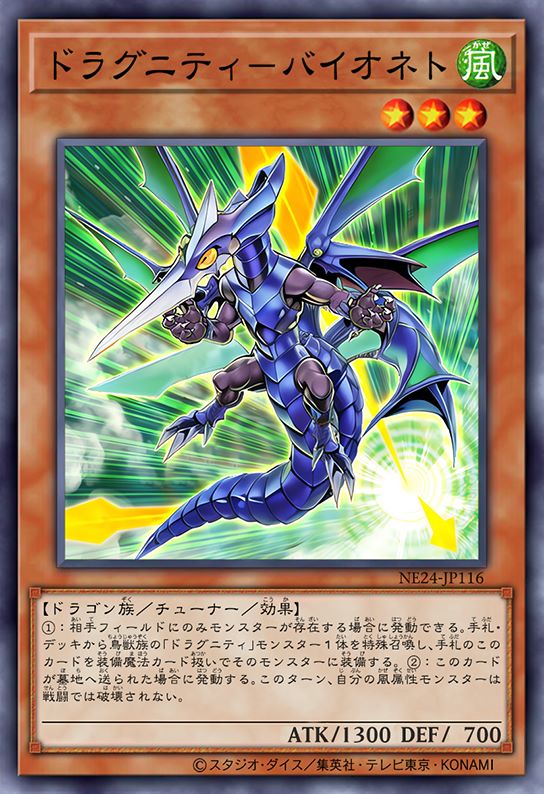 ドラグニティ－バイオネト
風
NE24-JP116
【ドラゴン族／チューナー／効果】
①：相手フィールドにのみモンスターが存在する場合に発動できる。手札・
デッキから鳥獣族の「ドラグニティ」モンスター１体を特殊召喚し、手札のこの
カードを装備魔法カード扱いでそのモンスターに装備する。②：このカード
が墓地へ送られた場合に発動する。このターン、自分の風属性モンスターは
戦闘では破壊されない。
ATK/1300 DEF/ 700
©スタジオ・ダイス／集英社・テレビ東京・KONAMI